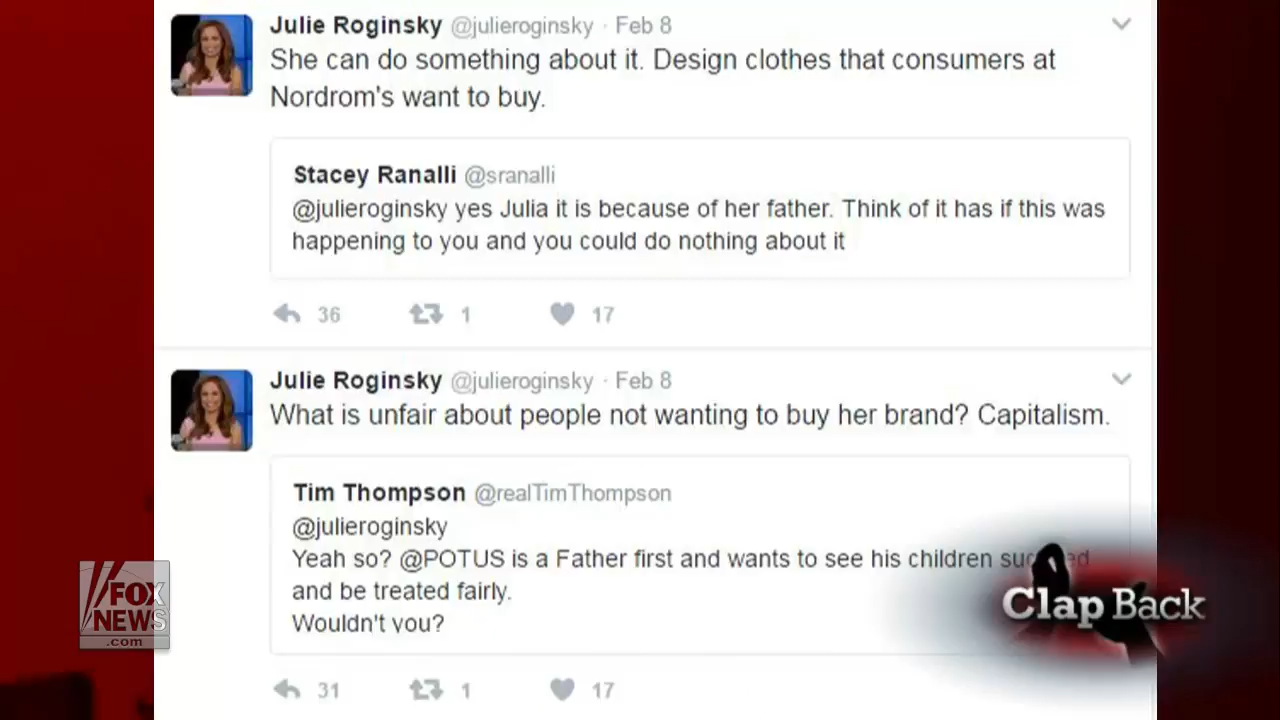 Julie Roginsky @julieroginsky · Feb 8
She can do something about it. Design clothes that consumers at
Nordrom's want to buy.
Stacey Ranalli @sranalli
@julieroginsky yes Julia it is because of her father. Think of it has if this was
happening to you and you could do nothing about it
36 1 17
Julie Roginsky @julieroginsky · Feb 8
What is unfair about people not wanting to buy her brand? Capitalism.
Tim Thompson @realTimThompson
@julieroginsky
Yeah so? @POTUS is a Father first and wants to see his children
and be treated fairly.
Wouldn't you?
31 1 17
FOX
NEWS
.com
Clap Back